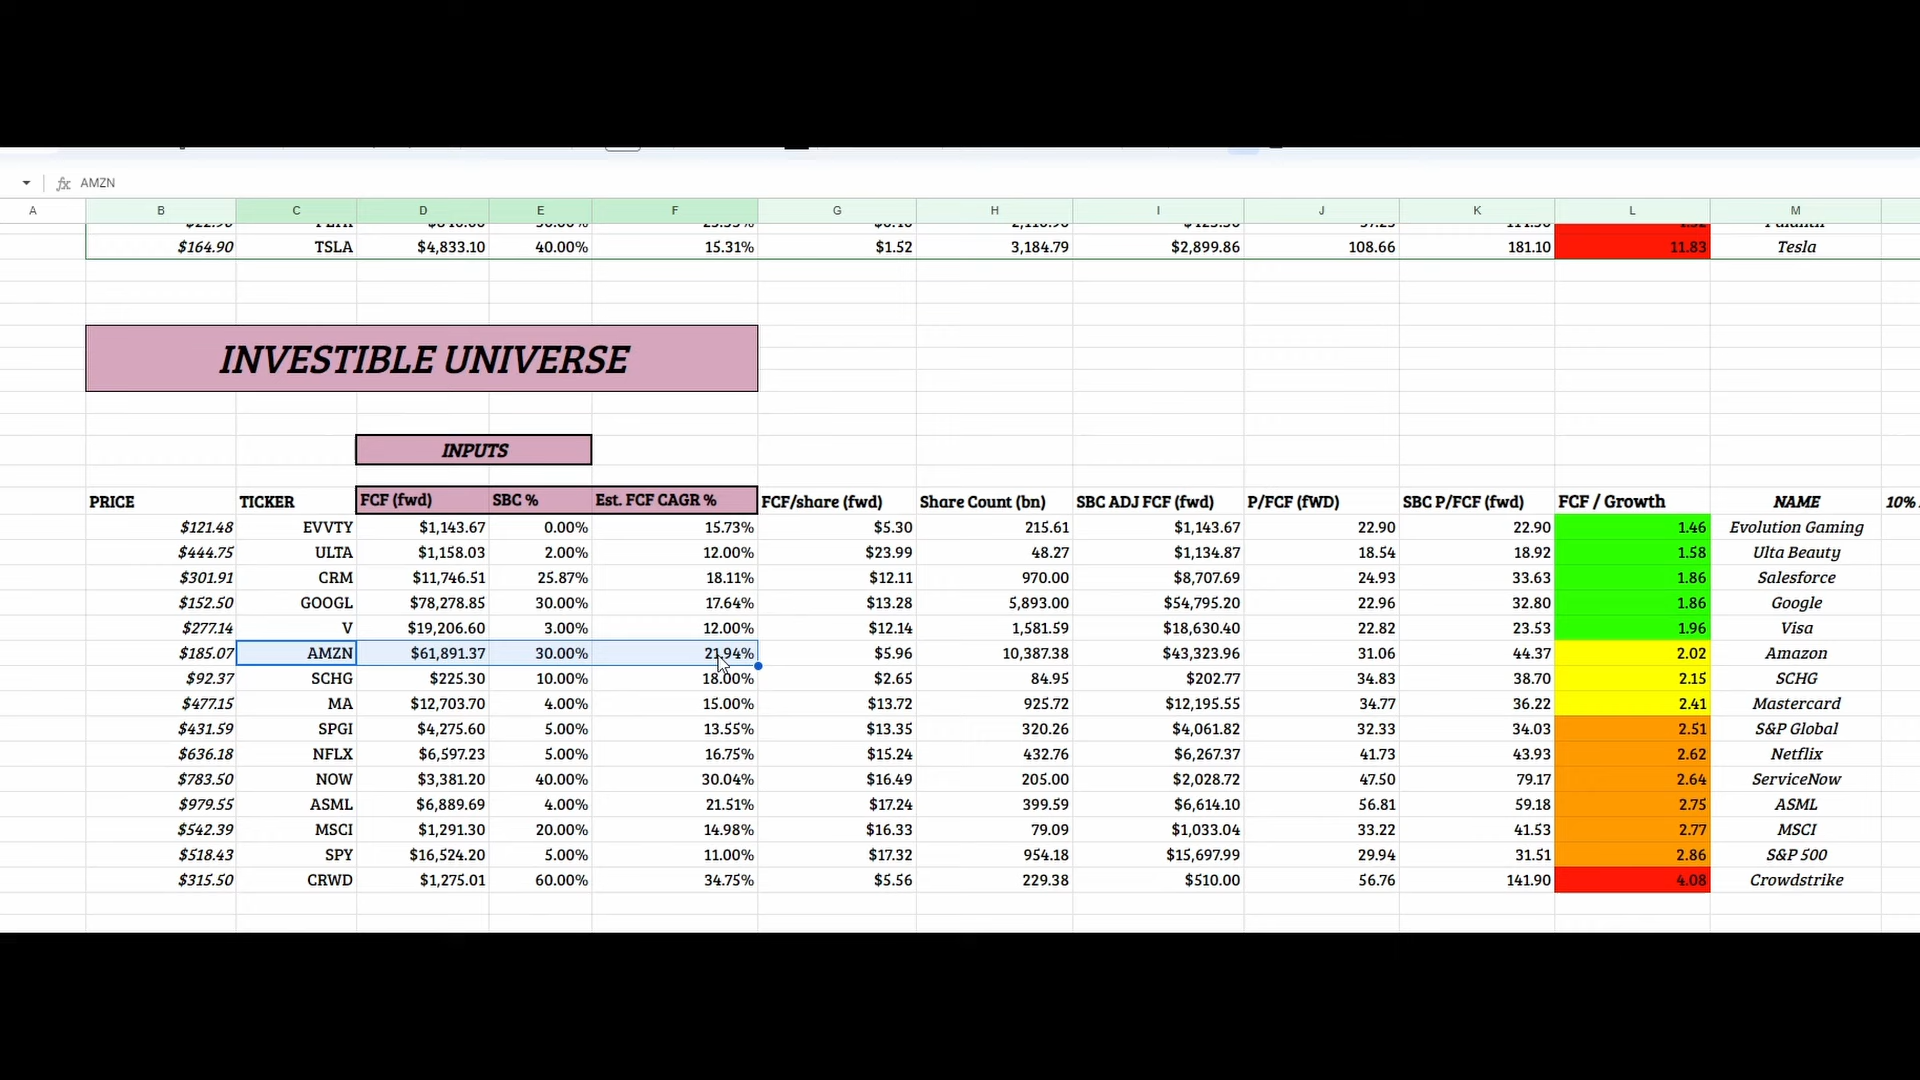 fx AMZN
A B C D E F G H I J K L M
$164.90 TSLA $4,833.10 40.00% 15.31% $1.52 3,184.79 $2,899.86 108.66 181.10 11.83 Tesla
INVESTIBLE UNIVERSE
INPUTS
PRICE TICKER FCF (fwd) SBC % Est. FCF CAGR % FCF/share (fwd) Share Count (bn) SBC ADJ FCF (fwd) P/FCF (fWD) SBC P/FCF (fwd) FCF / Growth NAME 10%
$121.48 EVVTY $1,143.67 0.00% 15.73% $5.30 215.61 $1,143.67 22.90 22.90 1.46 Evolution Gaming
$444.75 ULTA $1,158.03 2.00% 12.00% $23.99 48.27 $1,134.87 18.54 18.92 1.58 Ulta Beauty
$301.91 CRM $11,746.51 25.87% 18.11% $12.11 970.00 $8,707.69 24.93 33.63 1.86 Salesforce
$152.50 GOOGL $78,278.85 30.00% 17.64% $13.28 5,893.00 $54,795.20 22.96 32.80 1.86 Google
$277.14 V $19,206.60 3.00% 12.00% $12.14 1,581.59 $18,630.40 22.82 23.53 1.96 Visa
$185.07 AMZN $61,891.37 30.00% 21.94% $5.96 10,387.38 $43,323.96 31.06 44.37 2.02 Amazon
$92.37 SCHG $225.30 10.00% 18.00% $2.65 84.95 $202.77 34.83 38.70 2.15 SCHG
$477.15 MA $12,703.70 4.00% 15.00% $13.72 925.72 $12,195.55 34.77 36.22 2.41 Mastercard
$431.59 SPGI $4,275.60 5.00% 13.55% $13.35 320.26 $4,061.82 32.33 34.03 2.51 S&P Global
$636.18 NFLX $6,597.23 5.00% 16.75% $15.24 432.76 $6,267.37 41.73 43.93 2.62 Netflix
$783.50 NOW $3,381.20 40.00% 30.04% $16.49 205.00 $2,028.72 47.50 79.17 2.64 ServiceNow
$979.55 ASML $6,889.69 4.00% 21.51% $17.24 399.59 $6,614.10 56.81 59.18 2.75 ASML
$542.39 MSCI $1,291.30 20.00% 14.98% $16.33 79.09 $1,033.04 33.22 41.53 2.77 MSCI
$518.43 SPY $16,524.20 5.00% 11.00% $17.32 954.18 $15,697.99 29.94 31.51 2.86 S&P 500
$315.50 CRWD $1,275.01 60.00% 34.75% $5.56 229.38 $510.00 56.76 141.90 4.08 Crowdstrike